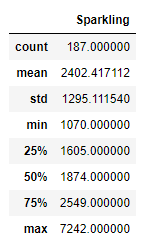 Sparkling
count 187.000000
mean 2402.417112
std 1295.111540
min 1070.000000
25% 1605.000000
50% 1874.000000
75% 2549.000000
max 7242.000000